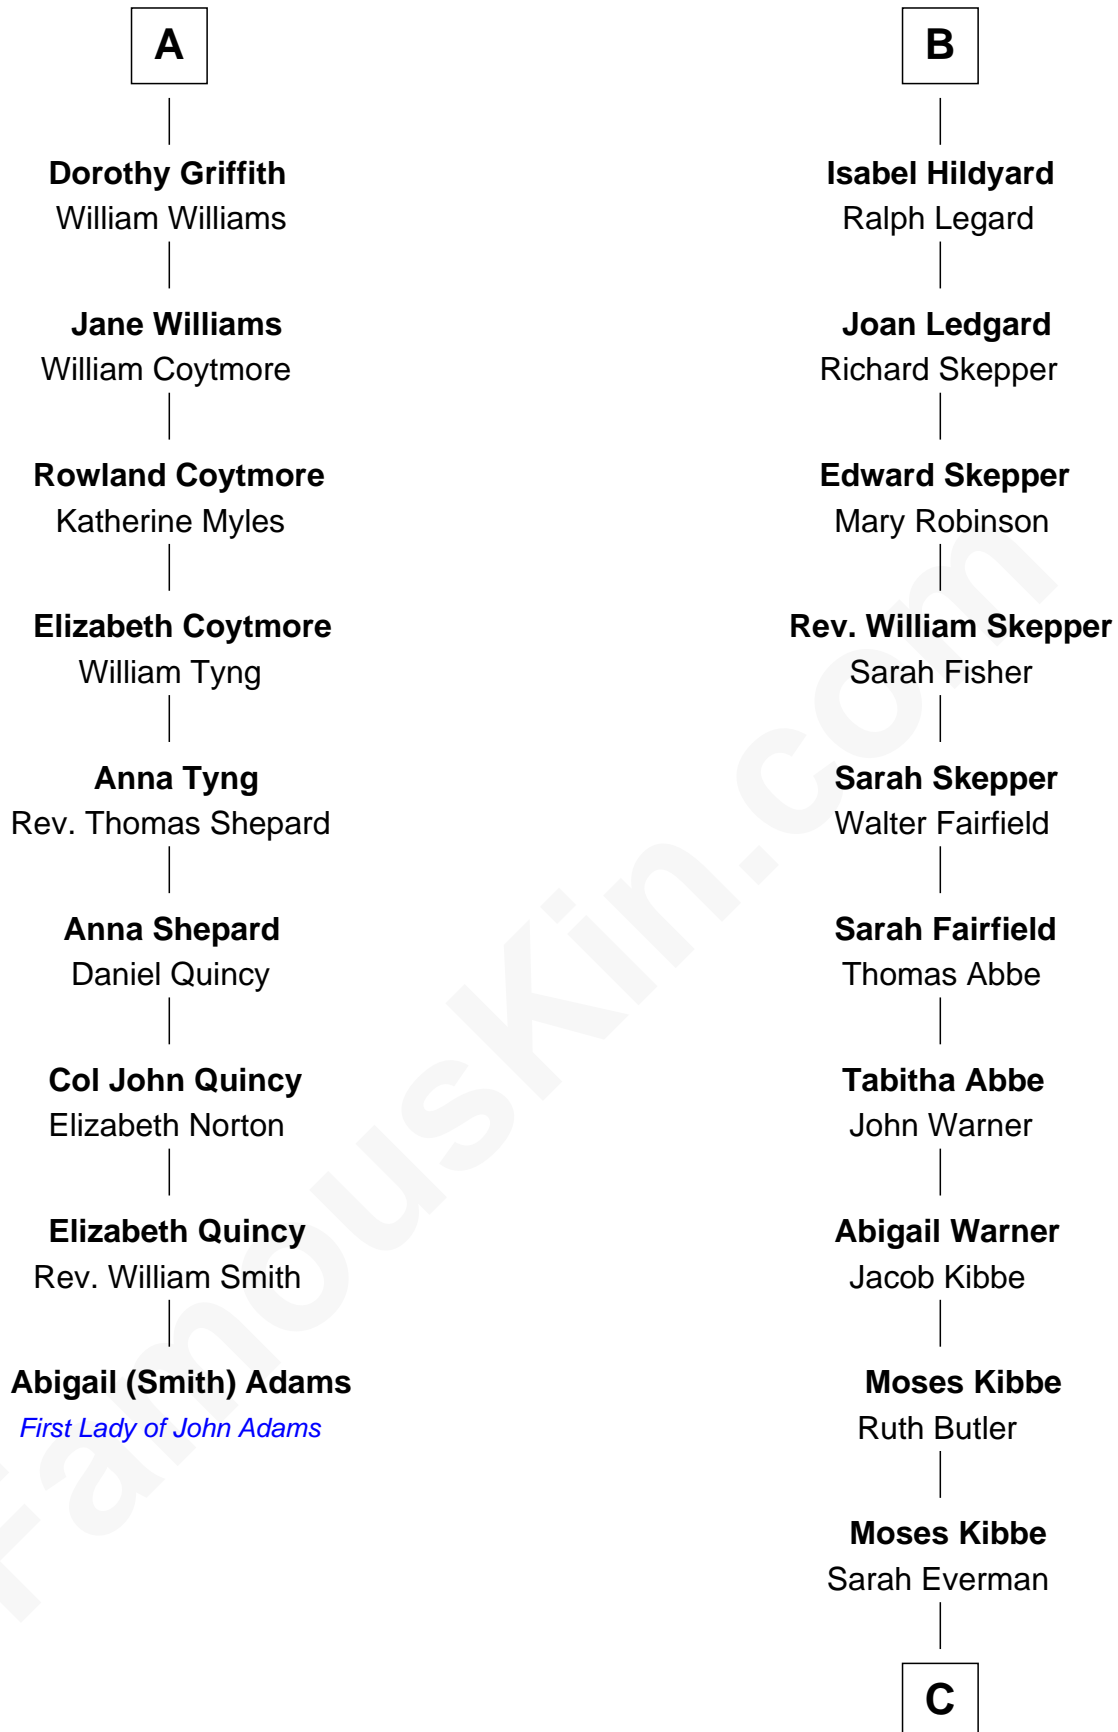 A
Dorothy Griffith
William Williams
Jane Williams
William Coytmore
Rowland Coytmore
Katherine Myles
Elizabeth Coytmore
William Tyng
Anna Tyng
Rev. Thomas Shepard
Anna Shepard
Daniel Quincy
Col John Quincy
Elizabeth Norton
Elizabeth Quincy
Rev. William Smith
Abigail (Smith) Adams
First Lady of John Adams
B
Isabel Hildyard
Ralph Legard
Joan Ledgard
Richard Skepper
Edward Skepper
Mary Robinson
Rev. William Skepper
Sarah Fisher
Sarah Skepper
Walter Fairfield
Sarah Fairfield
Thomas Abbe
Tabitha Abbe
John Warner
Abigail Warner
Jacob Kibbe
Moses Kibbe
Ruth Butler
Moses Kibbe
Sarah Everman
C
FamousKin.com